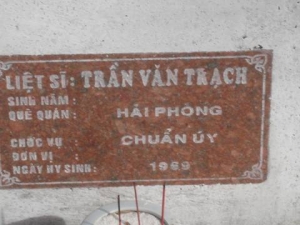 LIỆT SĨ: TRẦN VĂN TRẠCH
SINH NĂM :
QUÊ QUÁN : HẢI PHÒNG
CHỨC VỤ : CHUẨN ÚY
ĐƠN VỊ :
NGÀY HY SINH: 1969